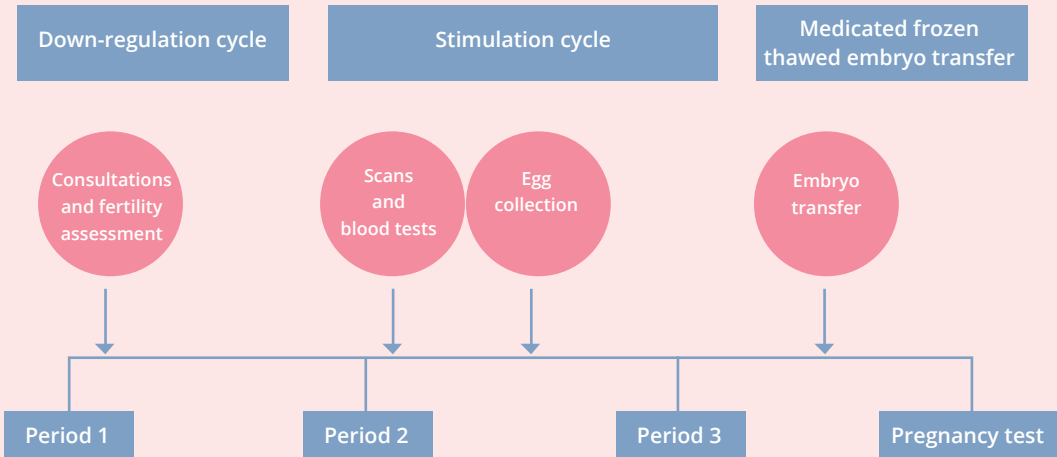 Down-regulation cycle
Stimulation cycle
Medicated frozen
thawed embryo transfer
Consultations
and fertility
assessment
Scans
and
blood tests
Egg
collection
Embryo
transfer
Period 1
Period 2
Period 3
Pregnancy test